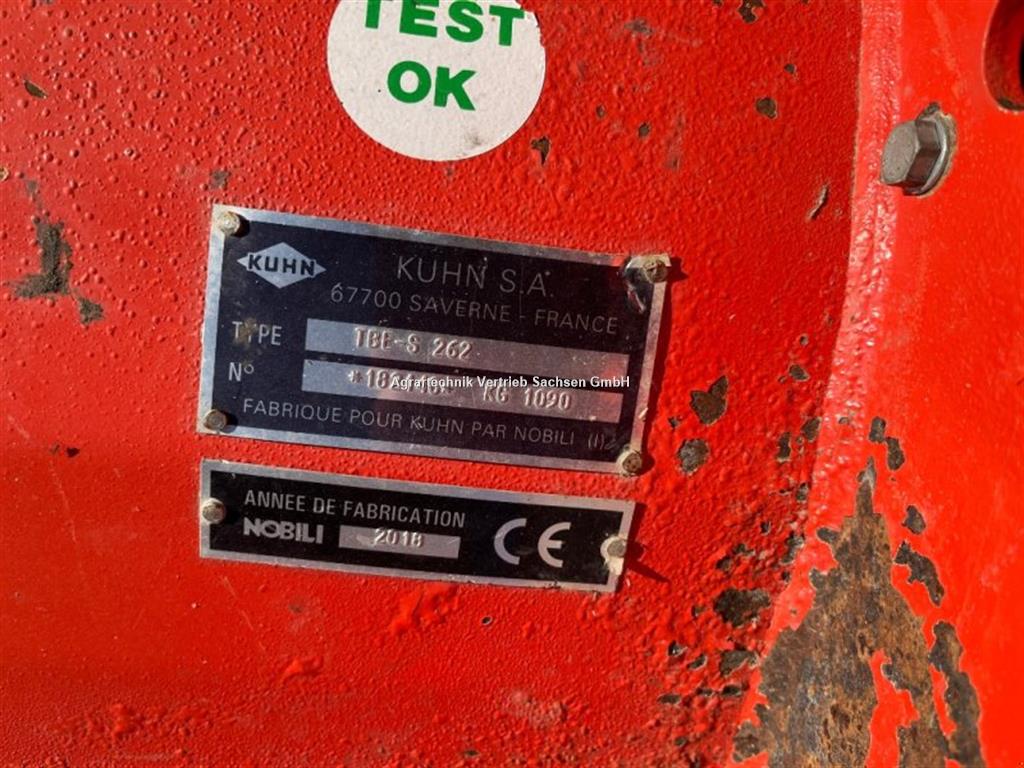 TEST
OK
KUHN
KUHN S.A.
67700 SAVERNE - FRANCE
TYPE TBE-S 262
N° KG 1090
Agrartechnik Vertrieb Sachsen GmbH
FABRIQUE POUR KUHN PAR NOBILI (I)
ANNEE DE FABRICATION
NOBILI 2018 CE